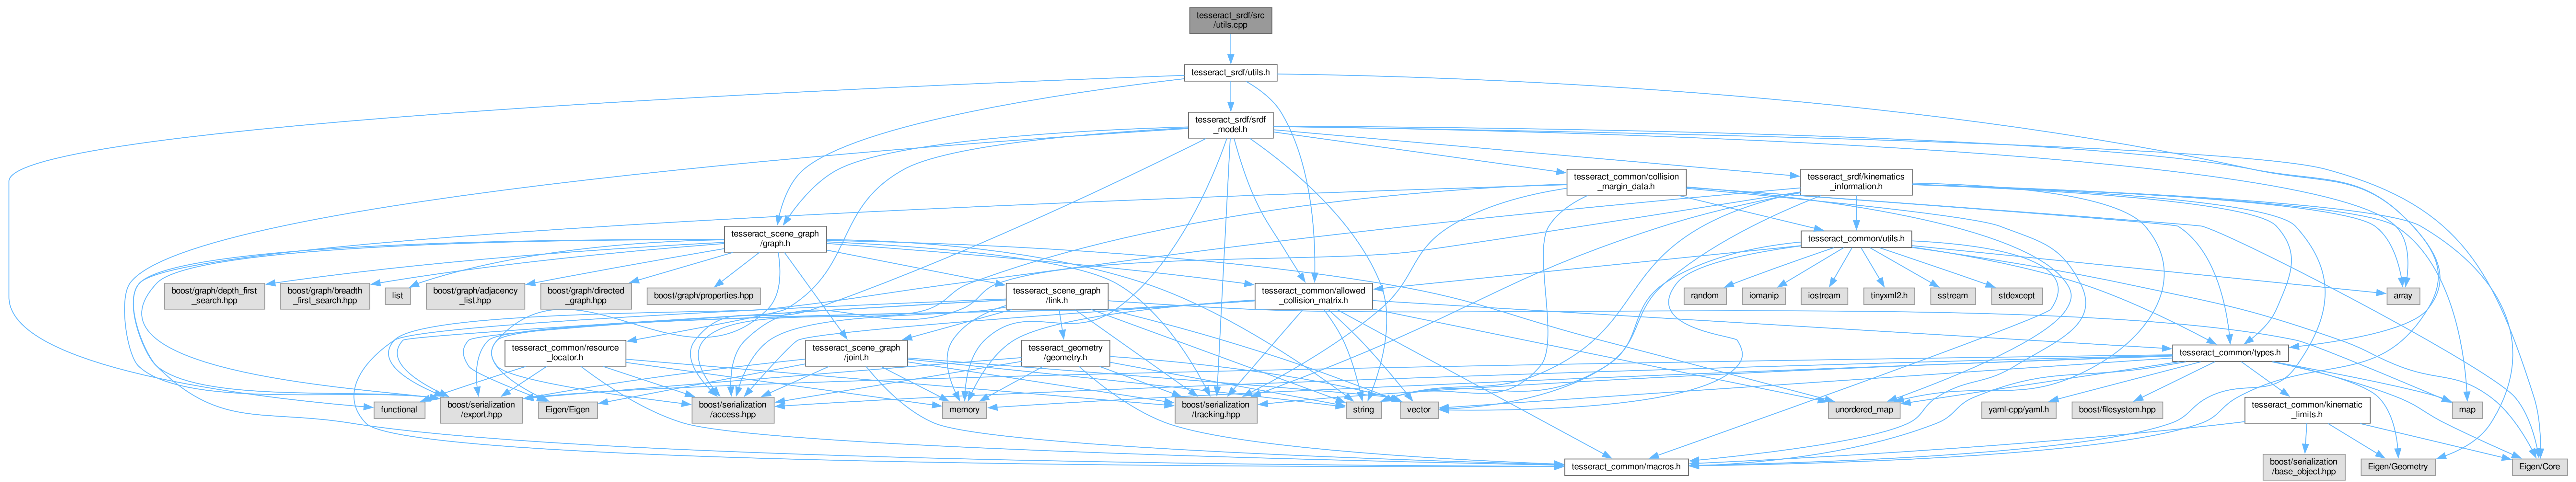 tesseract_srdf/src
/utils.cpp
tesseract_srdf/utils.h
tesseract_srdf/srdf
_model.h
tesseract_common/collision
_margin_data.h
tesseract_srdf/kinematics
_information.h
tesseract_scene_graph
/graph.h
tesseract_common/utils.h
boost/graph/depth_first
_search.hpp
boost/graph/breadth
_first_search.hpp
list
boost/graph/adjacency
_list.hpp
boost/graph/directed
_graph.hpp
boost/graph/properties.hpp
tesseract_scene_graph
/link.h
tesseract_common/allowed
_collision_matrix.h
random
iomanip
iostream
tinyxml2.h
sstream
stdexcept
array
tesseract_common/resource
_locator.h
tesseract_scene_graph
/joint.h
tesseract_geometry
/geometry.h
tesseract_common/types.h
functional
boost/serialization
/export.hpp
Eigen/Eigen
boost/serialization
/access.hpp
memory
boost/serialization
/tracking.hpp
string
vector
unordered_map
yaml-cpp/yaml.h
boost/filesystem.hpp
tesseract_common/kinematic
_limits.h
map
tesseract_common/macros.h
boost/serialization
/base_object.hpp
Eigen/Geometry
Eigen/Core